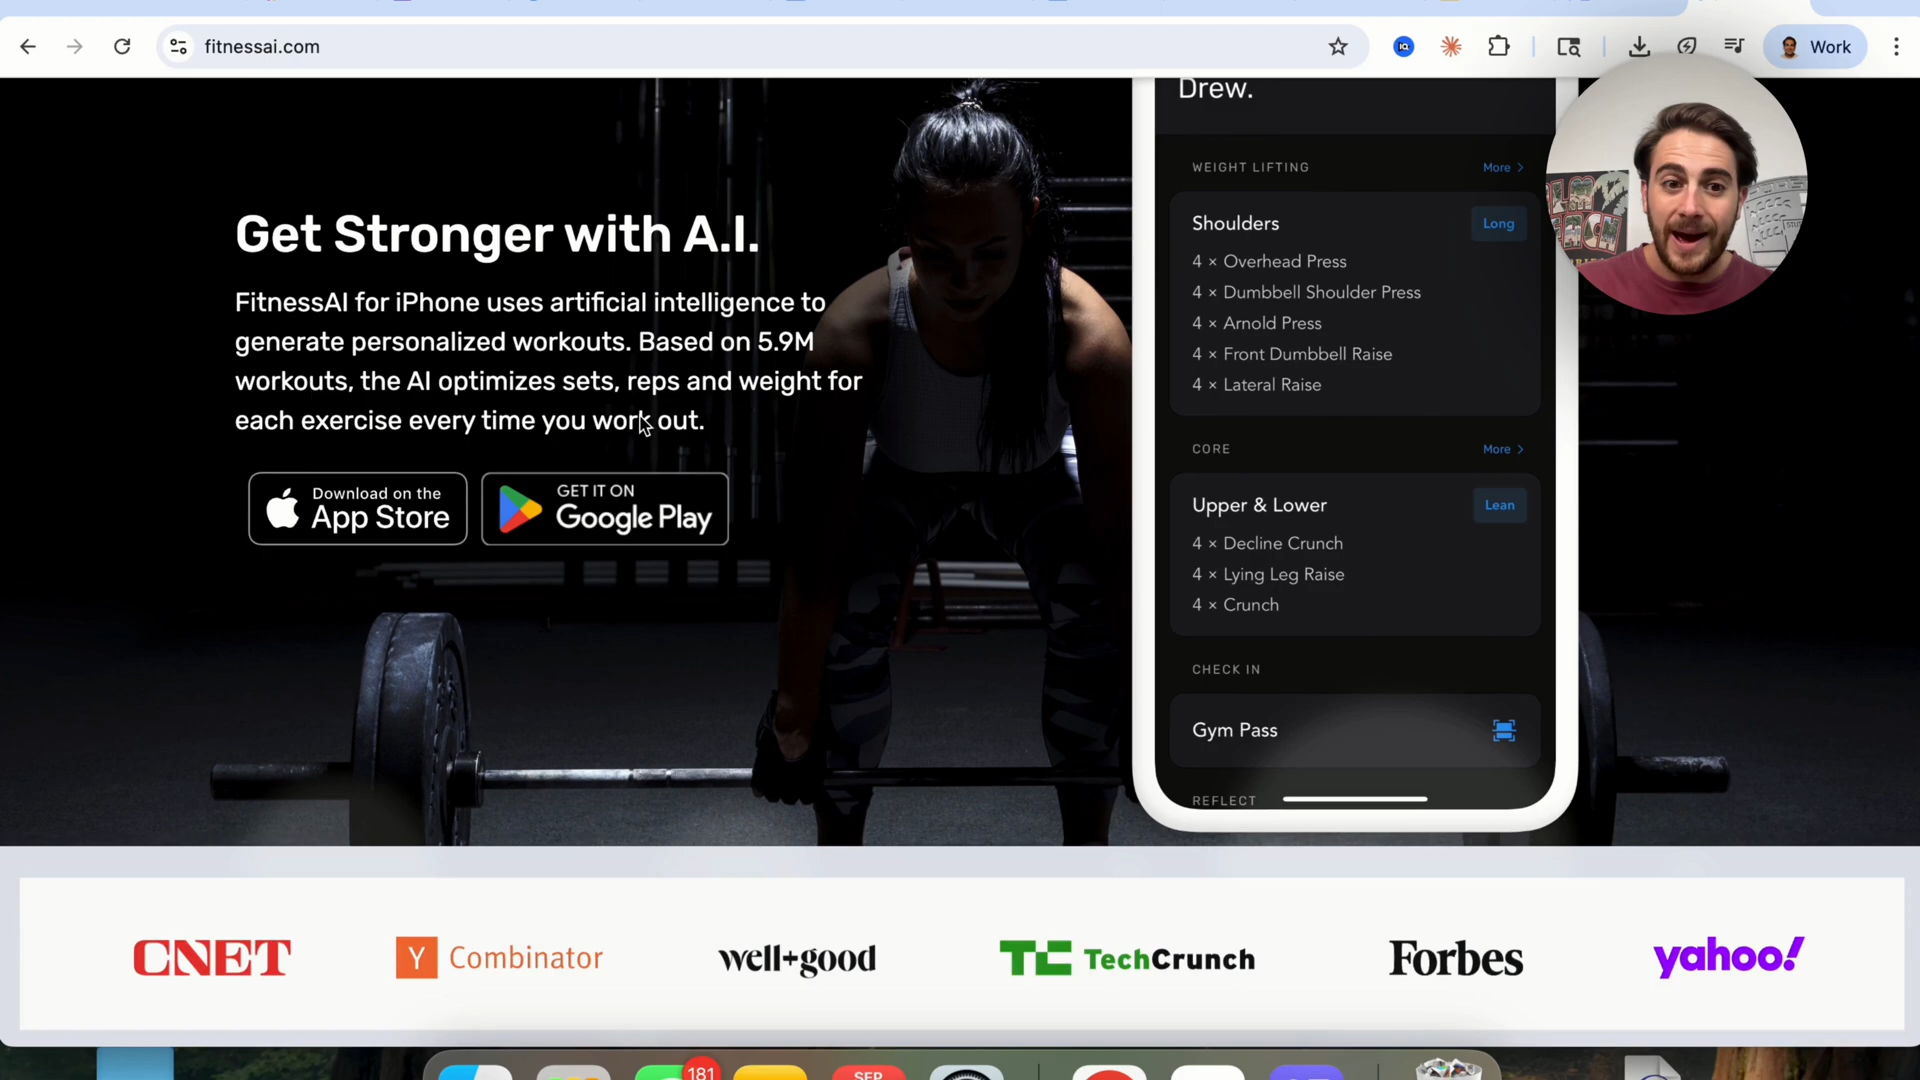 fitnessai.com
Work
Drew.
WEIGHT LIFTING
More >
Shoulders
Long
4 × Overhead Press
4 × Dumbbell Shoulder Press
4 × Arnold Press
4 × Front Dumbbell Raise
4 × Lateral Raise
CORE
More >
Upper & Lower
Lean
4 × Decline Crunch
4 × Lying Leg Raise
4 × Crunch
CHECK IN
Gym Pass
REFLECT
Get Stronger with A.I.
FitnessAI for iPhone uses artificial intelligence to
generate personalized workouts. Based on 5.9M
workouts, the AI optimizes sets, reps and weight for
each exercise every time you work out.
Download on the
App Store
GET IT ON
Google Play
CNET
Y Combinator
well+good
TC TechCrunch
Forbes
yahoo!
181
SEP